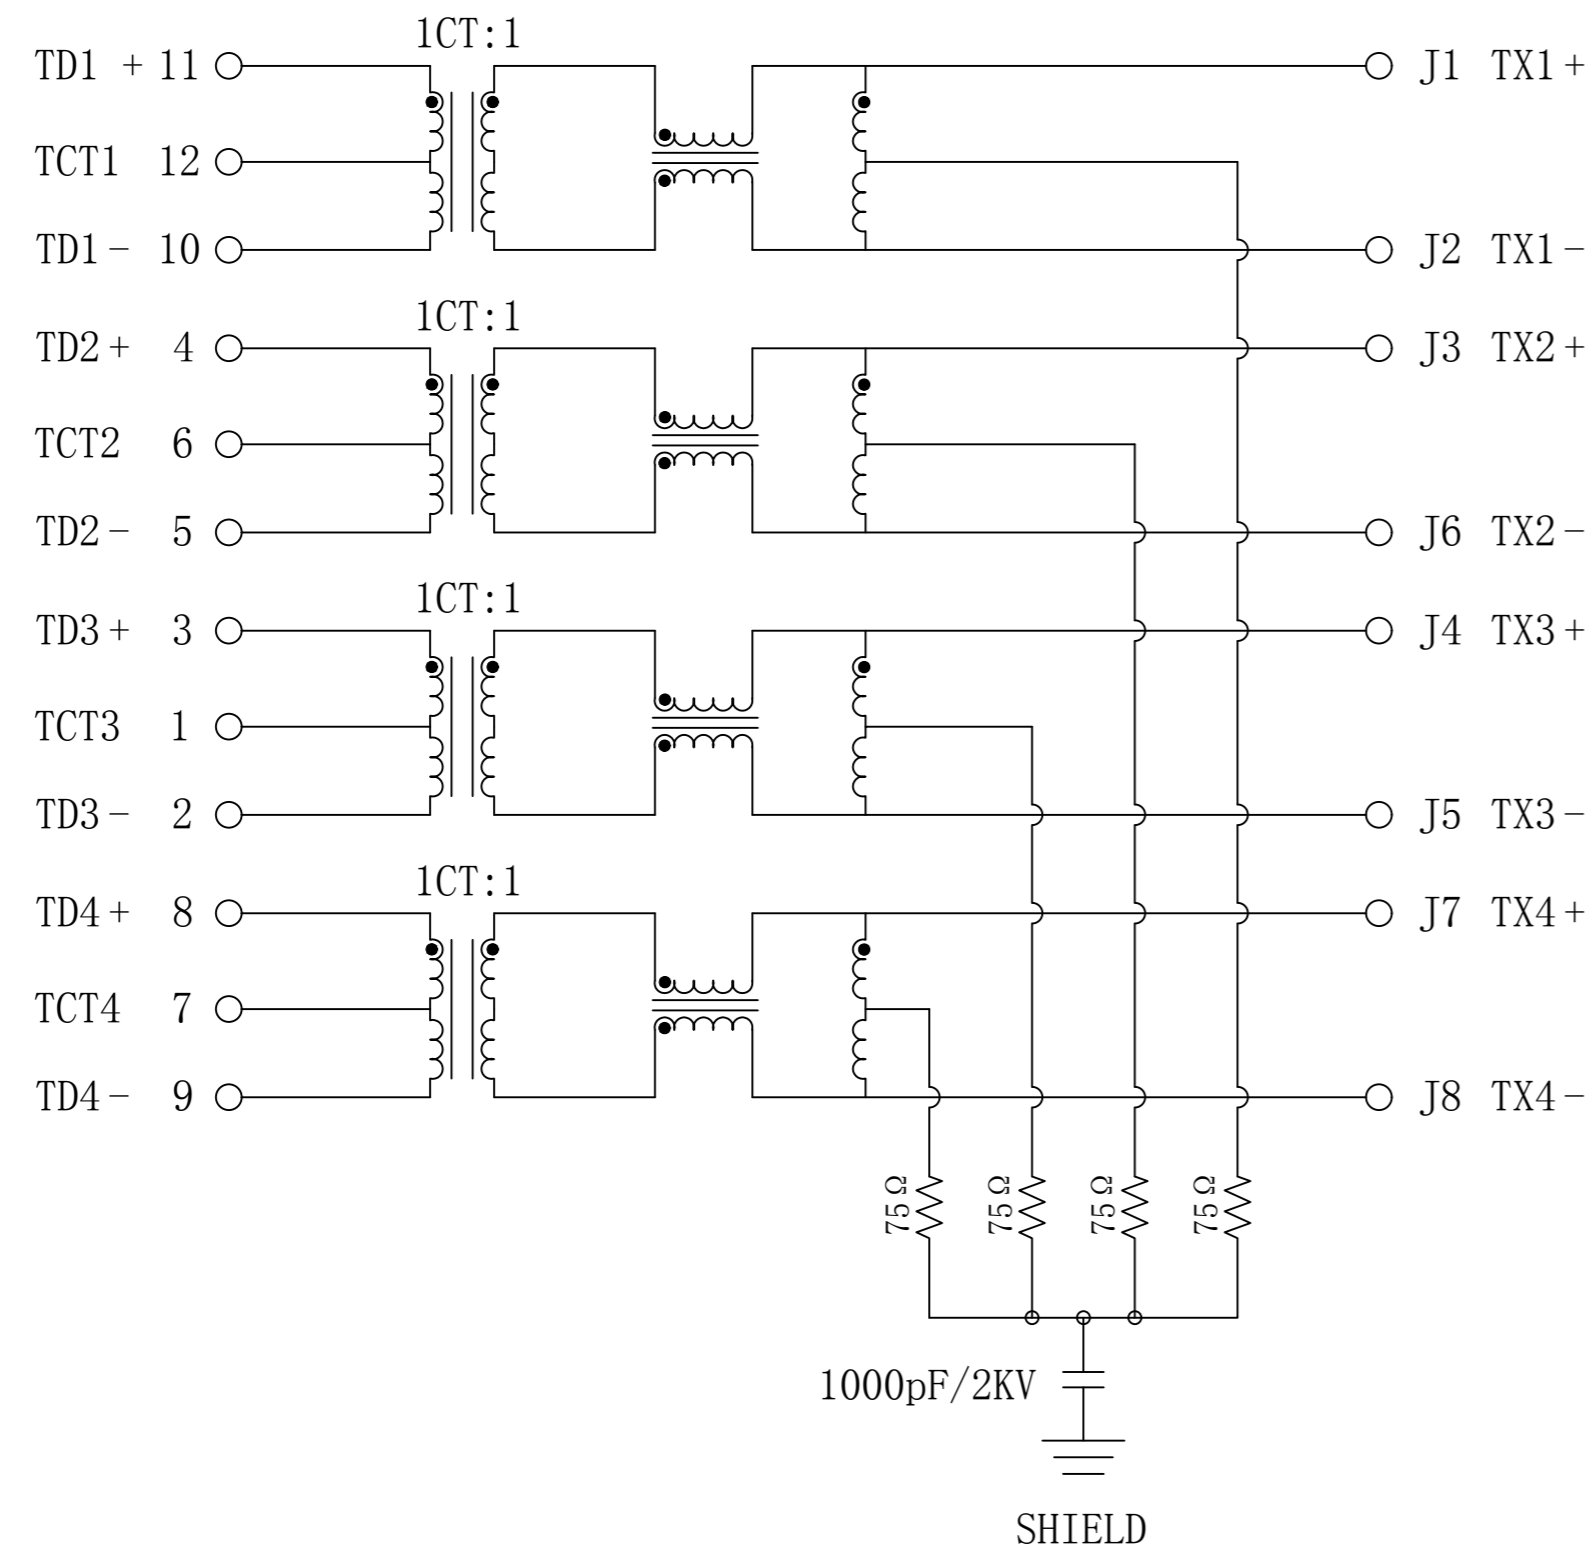 1CT:1
TD1 + 11 J1 TX1+
TCT1 12
TD1- 10 J2 TX1-
1CT:1
TD2+ 4 J3 TX2+
TCT2 6
TD2- 5 J6 TX2-
1CT:1
TD3+ 3 J4 TX3+
TCT3 1
TD3- 2 J5 TX3-
1CT:1
TD4+ 8 J7 TX4+
TCT4 7
TD4- 9 J8 TX4-
75Ω 75Ω 75Ω 75Ω
1000pF/2KV
SHIELD